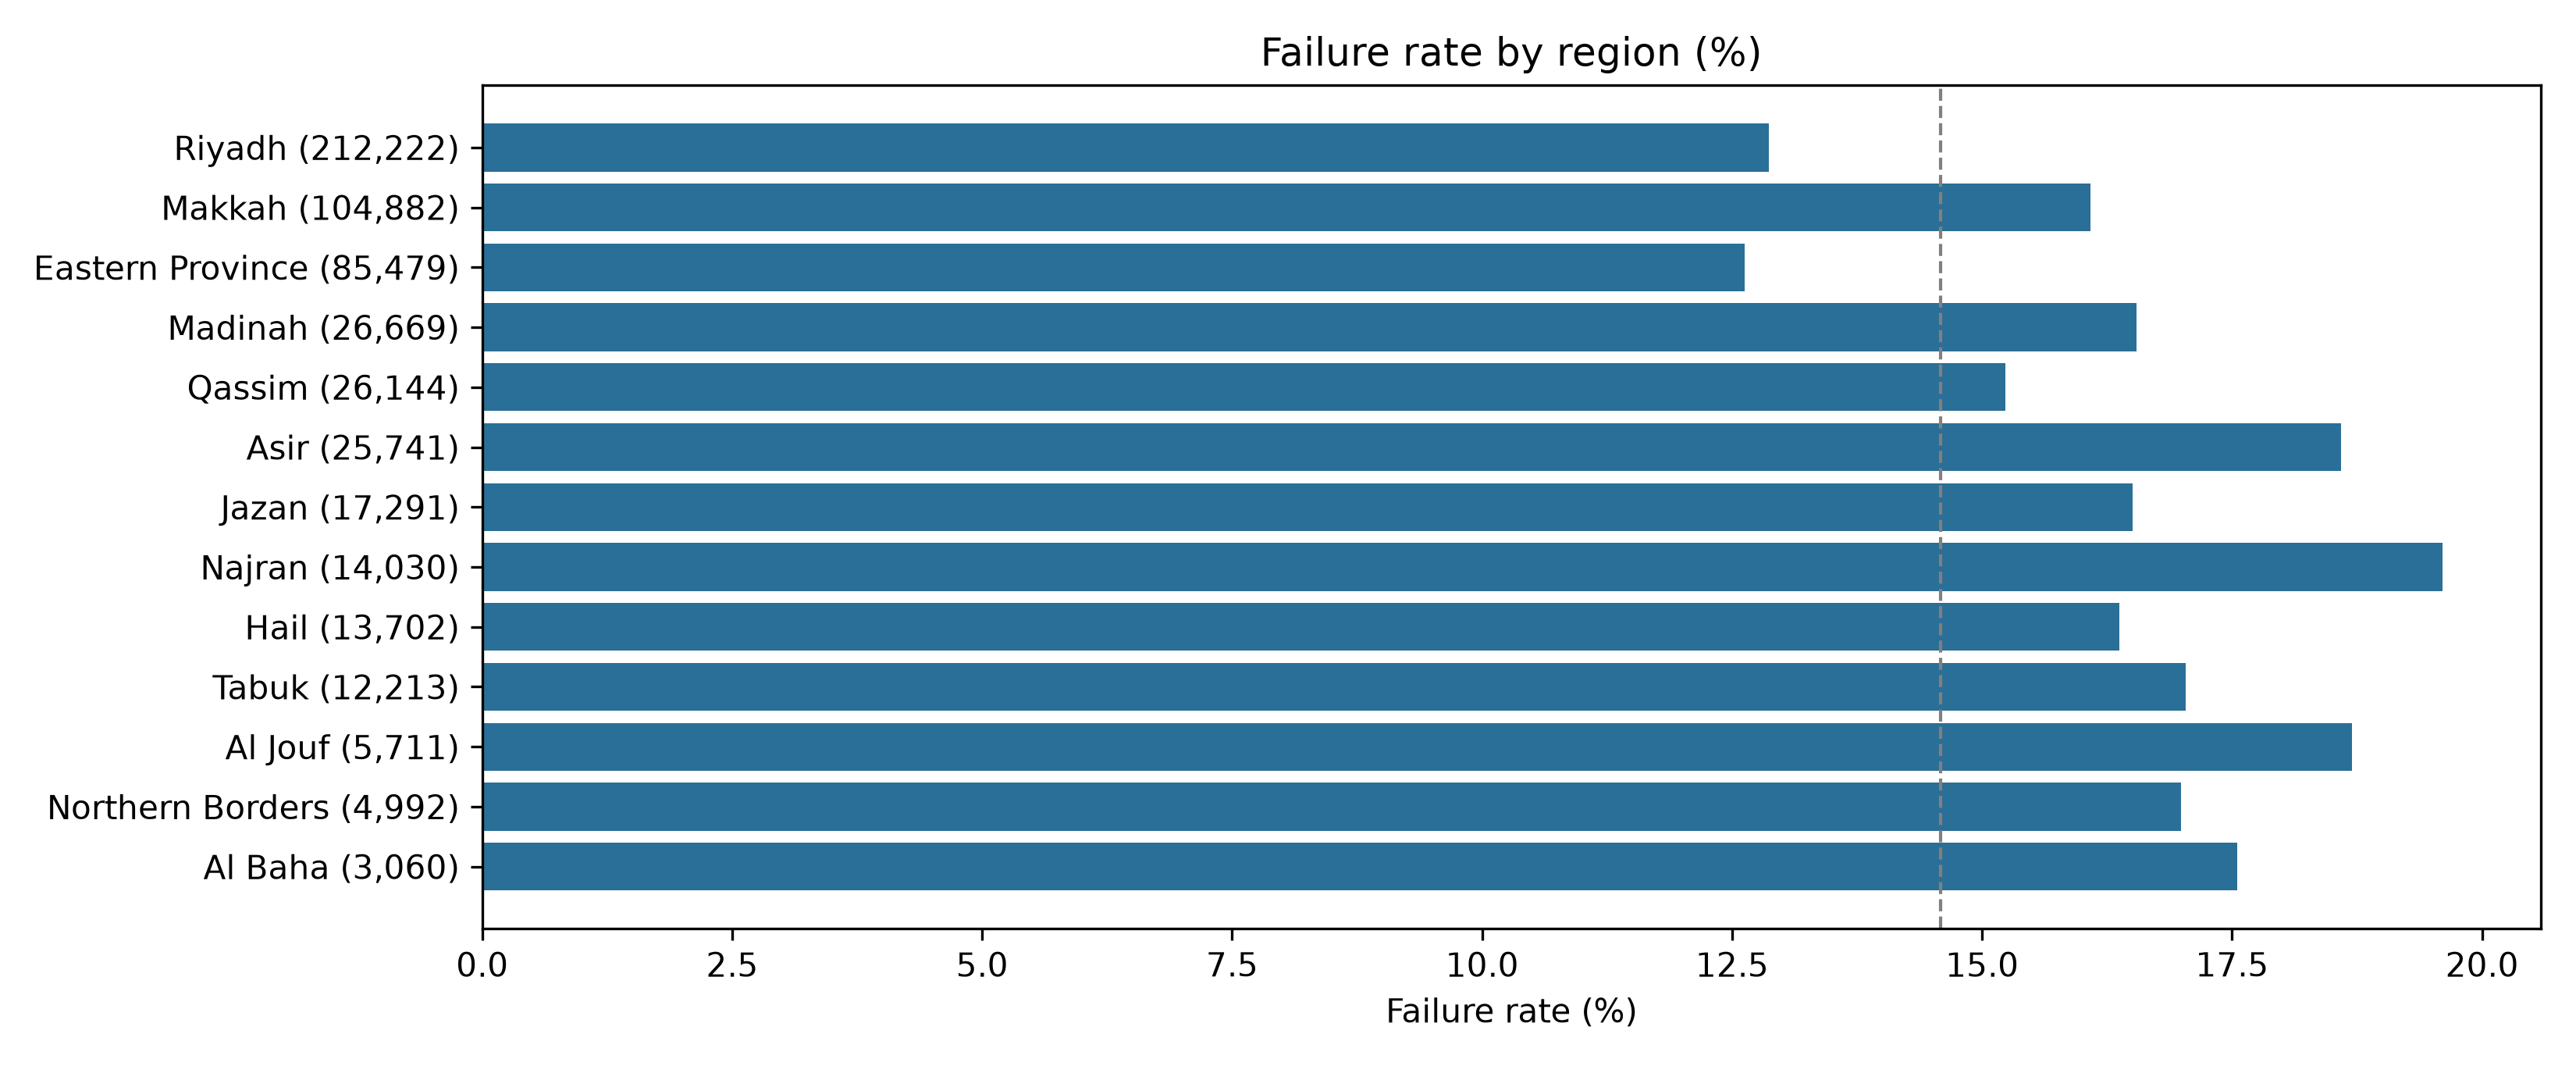 Failure rate by region (%)
Riyadh (212,222)
Makkah (104,882)
Eastern Province (85,479)
Madinah (26,669)
Qassim (26,144)
Asir (25,741)
Jazan (17,291)
Najran (14,030)
Hail (13,702)
Tabuk (12,213)
Al Jouf (5,711)
Northern Borders (4,992)
Al Baha (3,060)
0.0 2.5 5.0 7.5 10.0 12.5 15.0 17.5 20.0
Failure rate (%)